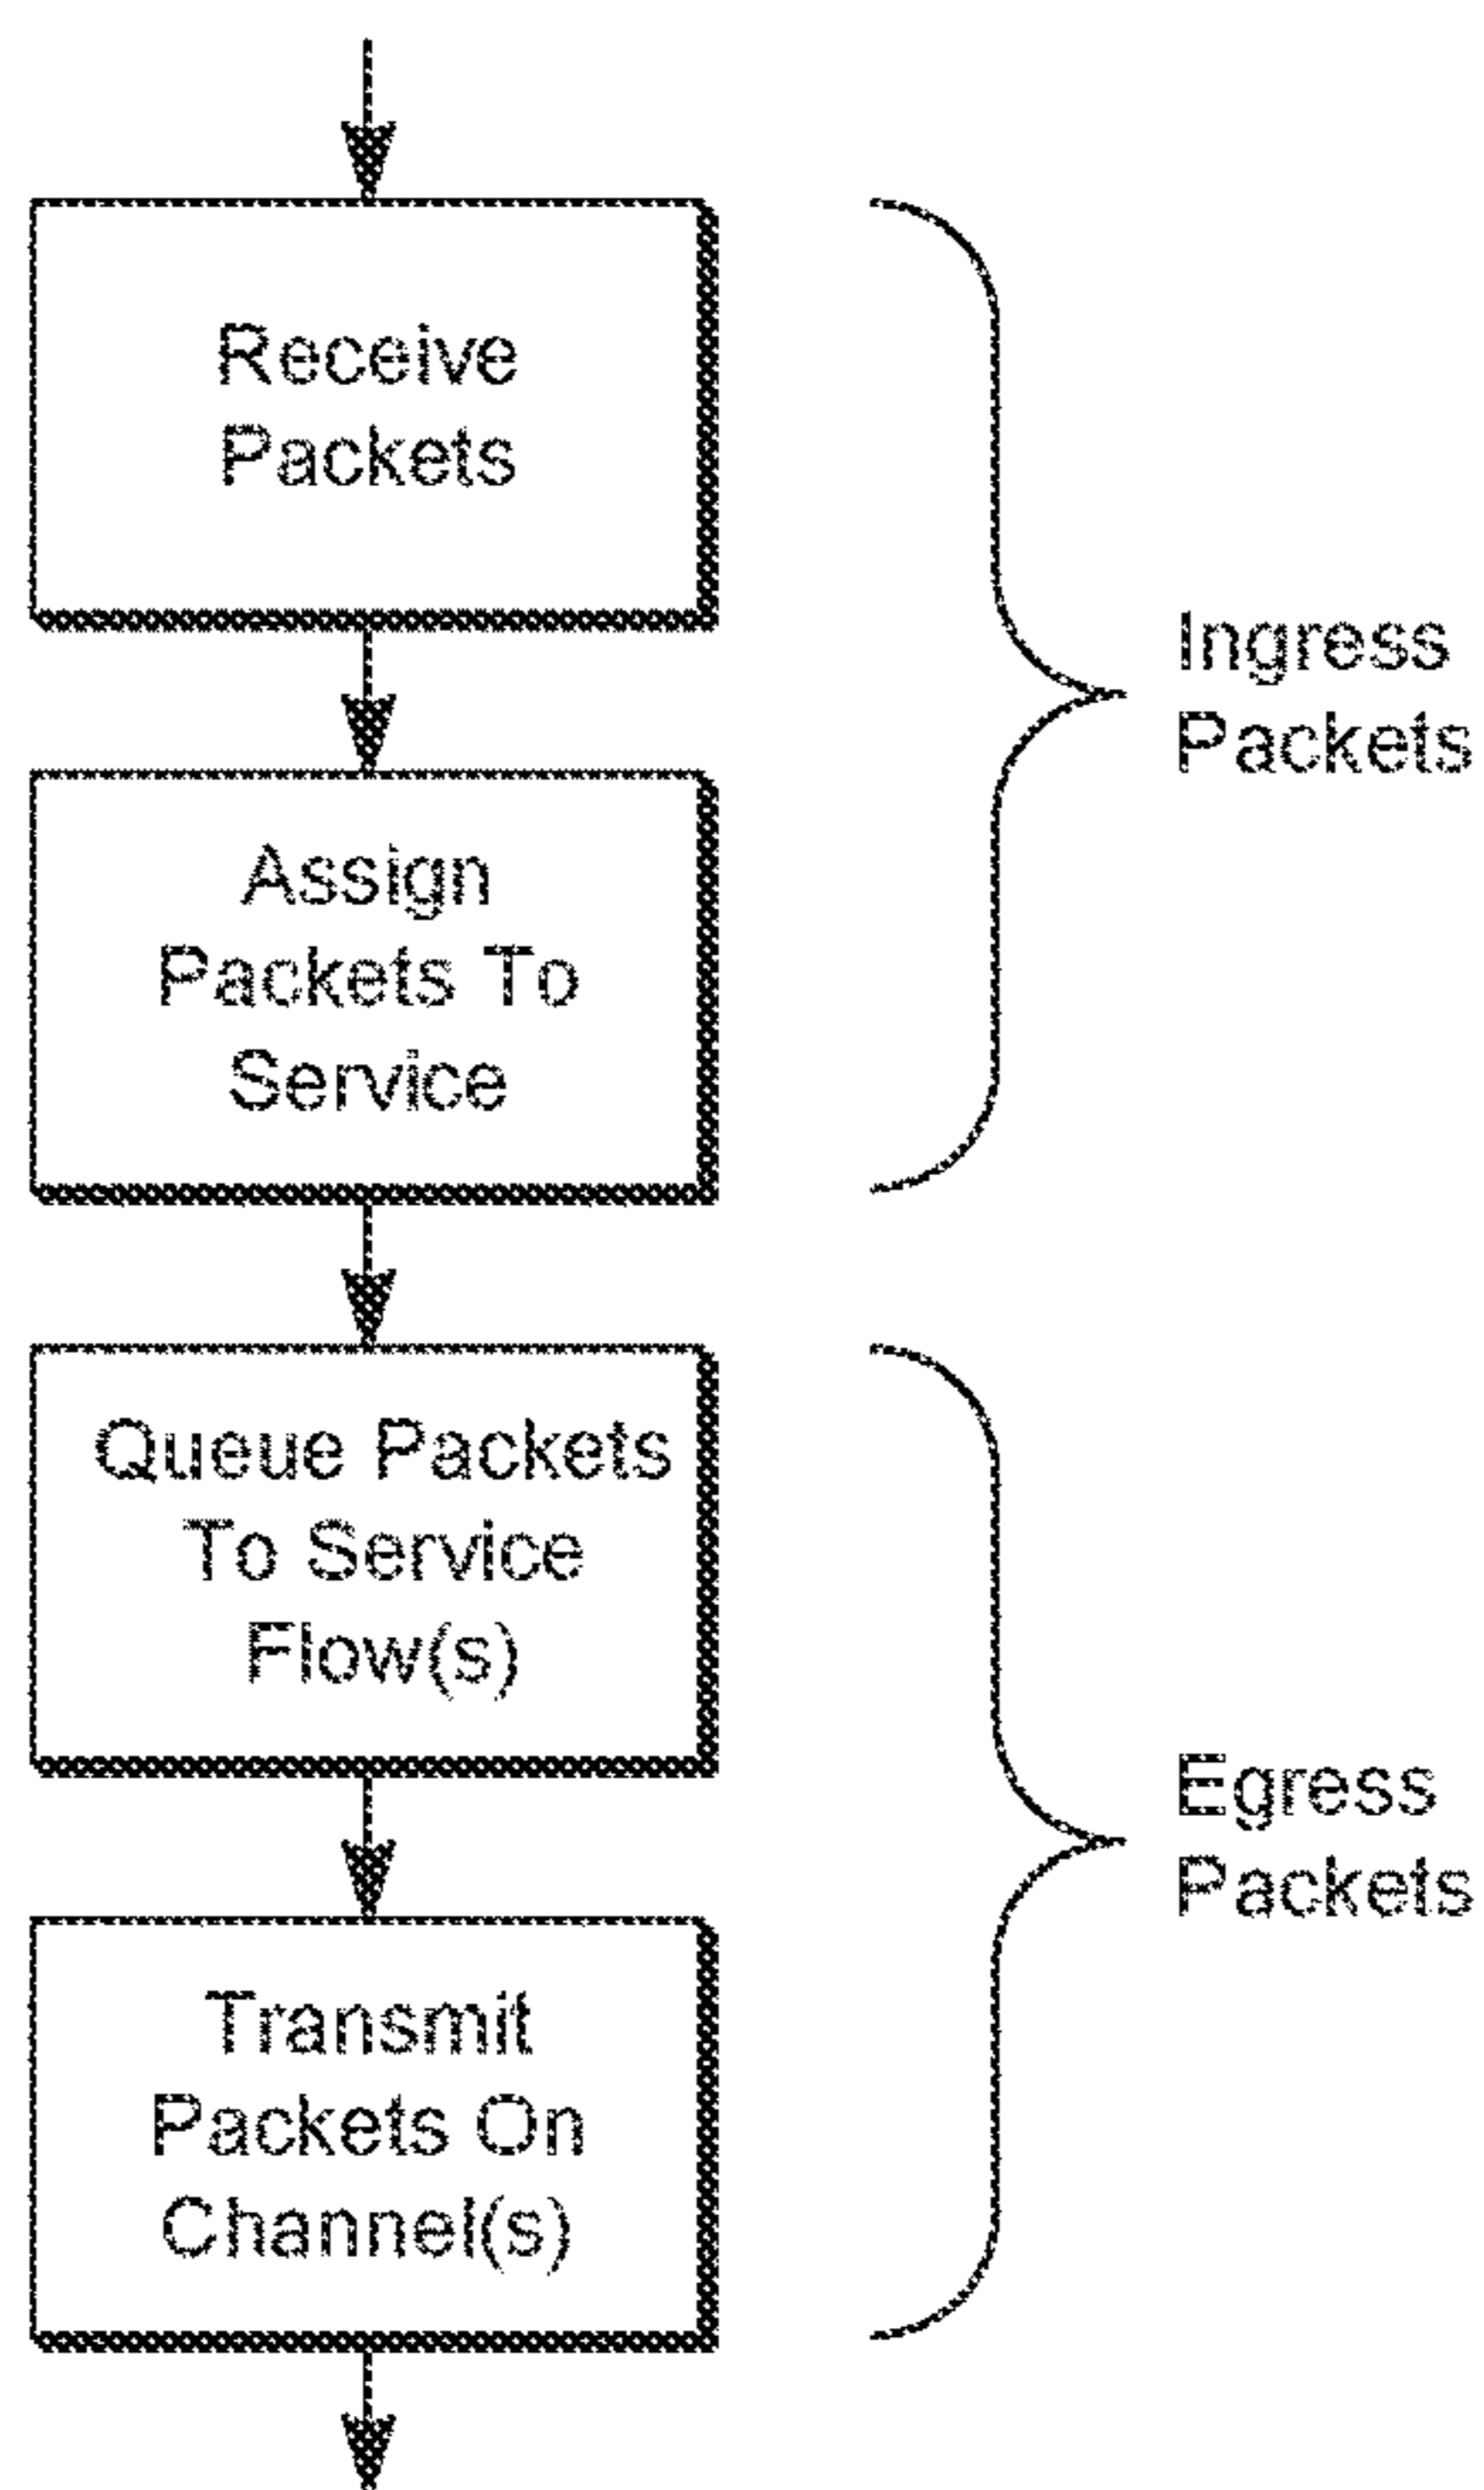 Receive
Packets
Ingress
Packets
Assign
Packets To
Service
Queue Packets
To Service
Flow(s)
Egress
Packets
Transmit
Packets On
Channel(s)